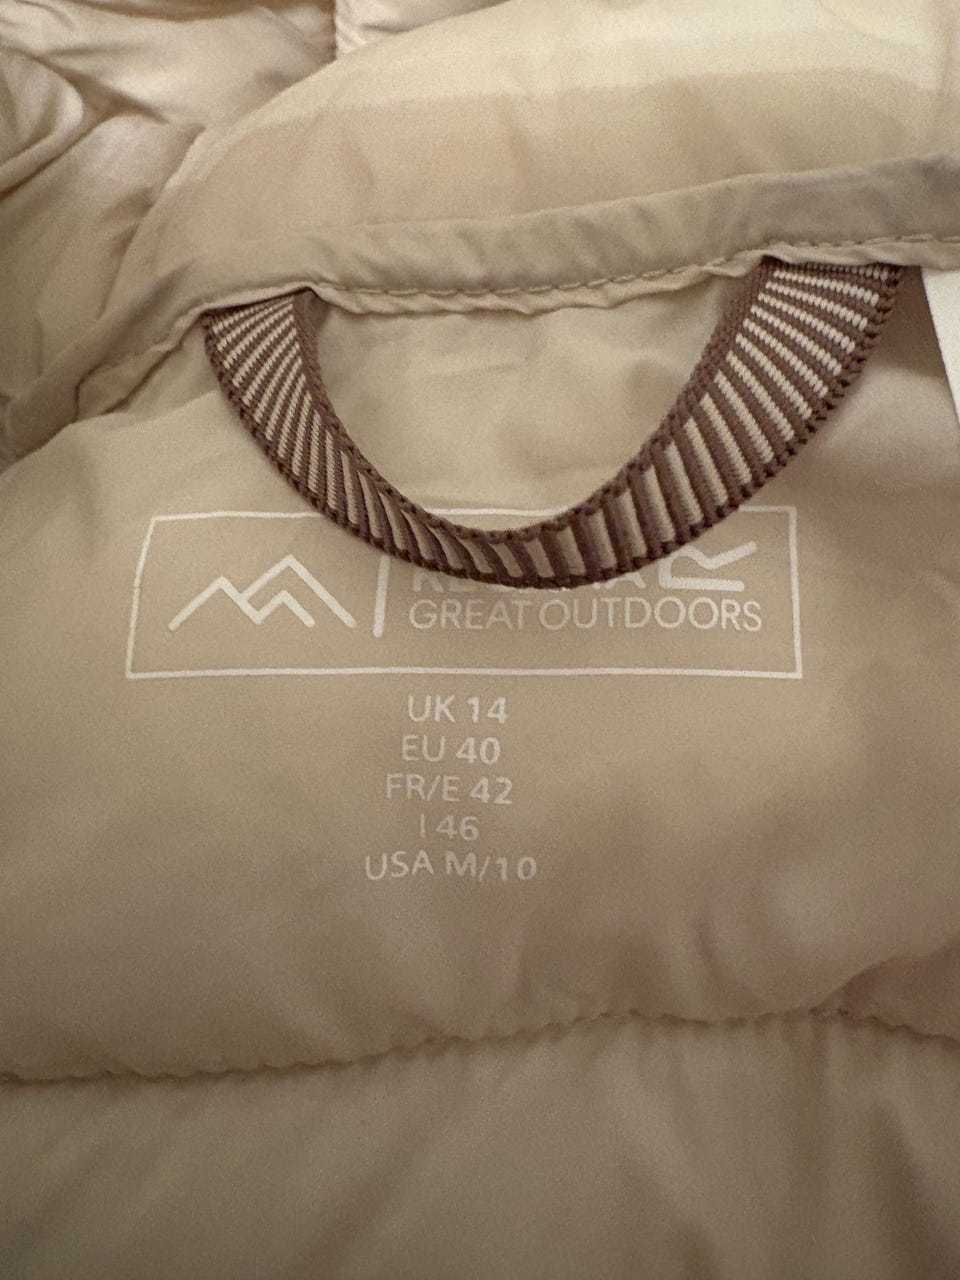 GREAT OUTDOORS
UK 14
EU 40
FR/E 42
I 46
USA M/10